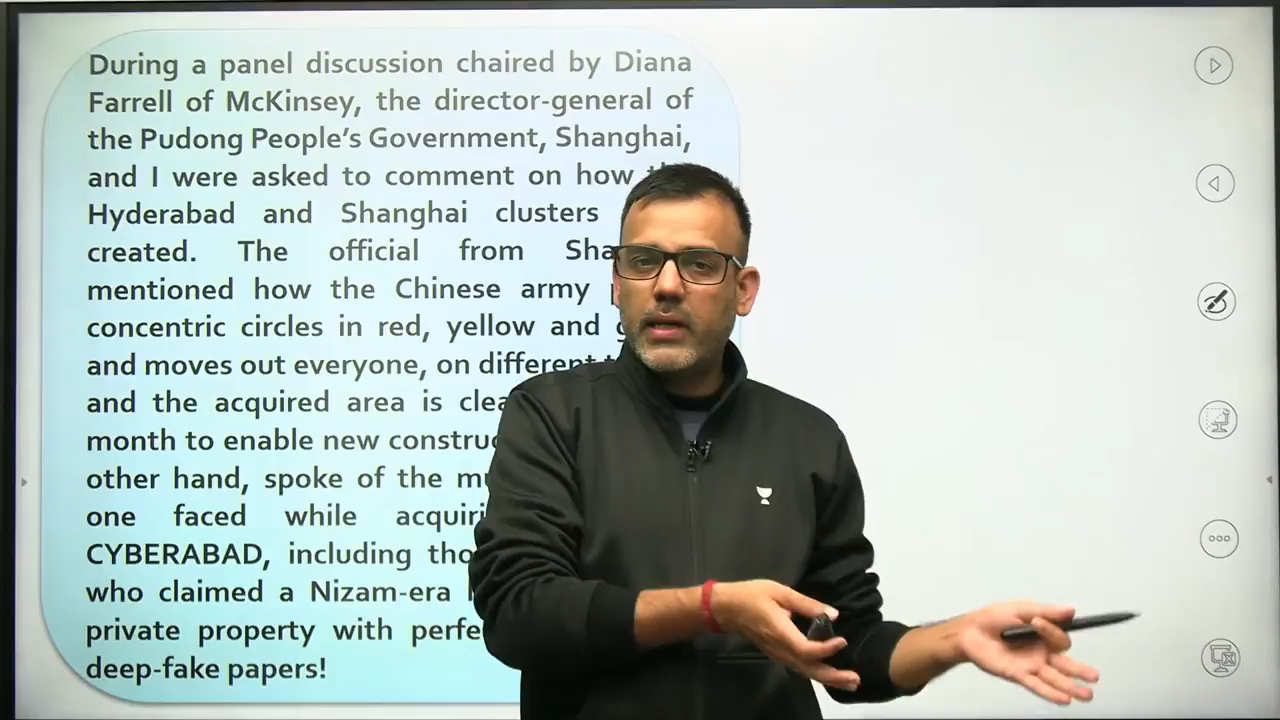 During a panel discussion chaired by Diana
Farrell of McKinsey, the director-general of
the Pudong People's Government, Shanghai,
and I were asked to comment on how
Hyderabad and Shanghai clusters
created. The official from
mentioned how the Chinese army
concentric circles in red, yellow and
and moves out everyone, on different
and the acquired area is
month to enable new
other hand, spoke of the
one faced while
CYBERABAD, including
who claimed a Nizam-era
private property with
deep-fake papers!